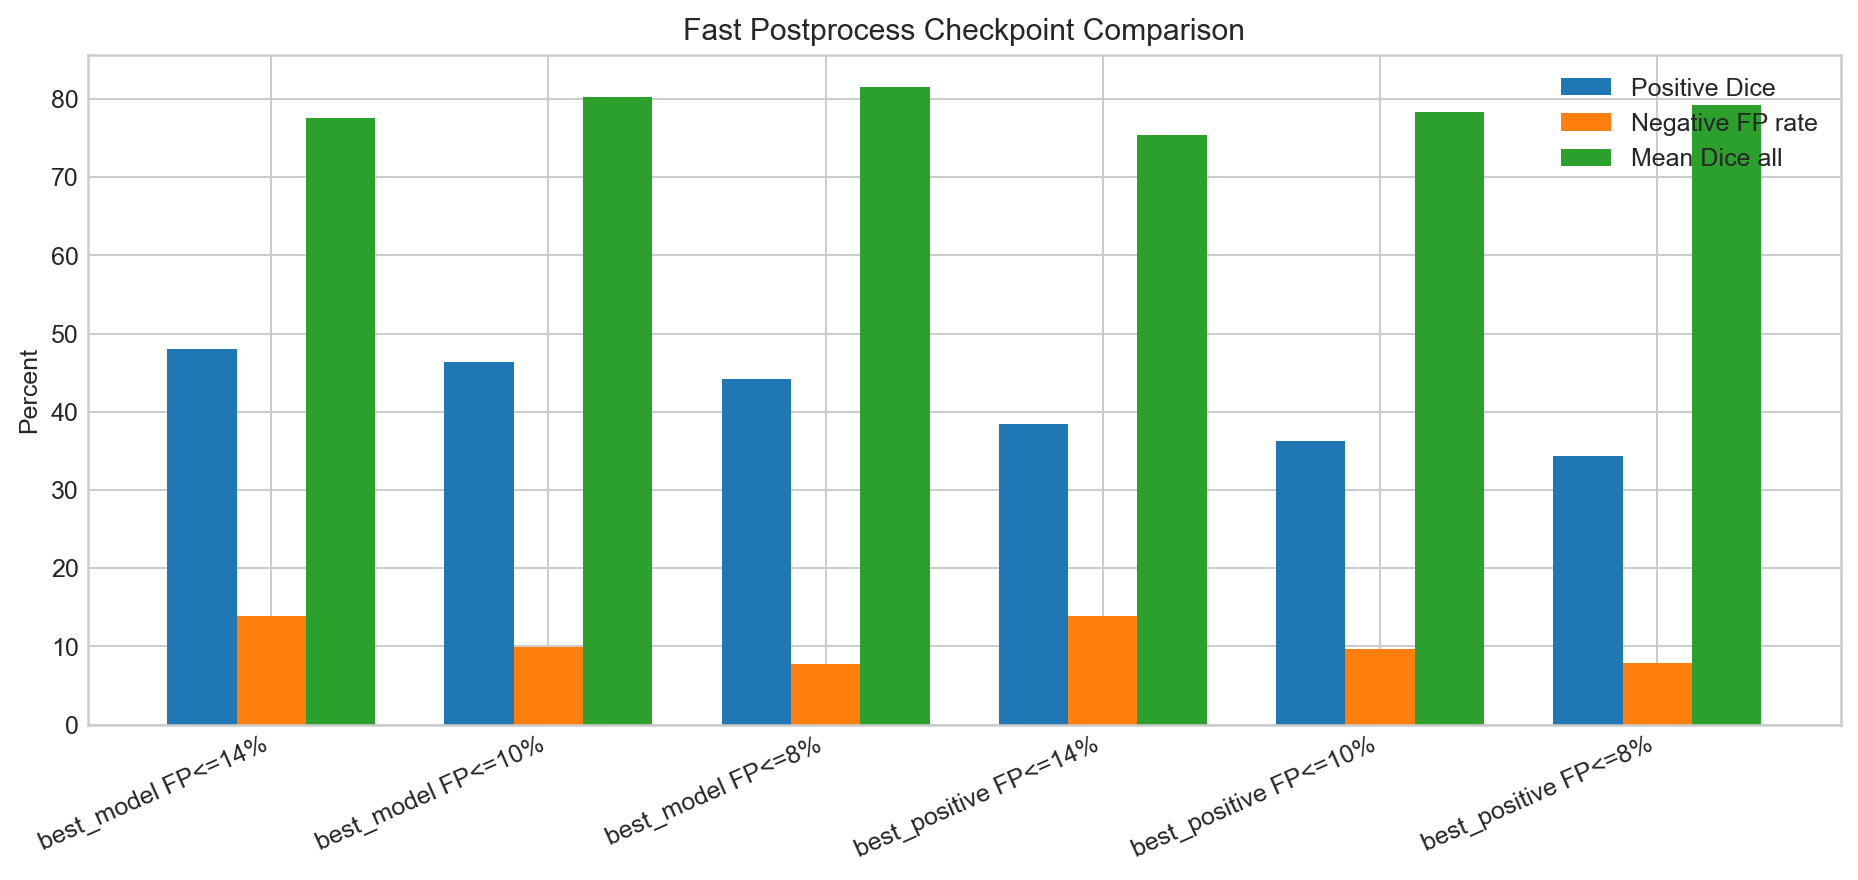 Fast Postprocess Checkpoint Comparison
Positive Dice
Negative FP rate
Mean Dice all
Percent
80
70
60
50
40
30
20
10
0
best_model FP<=14%
best_model FP<=10%
best_model FP<=8%
best_positive FP<=14%
best_positive FP<=10%
best_positive FP<=8%